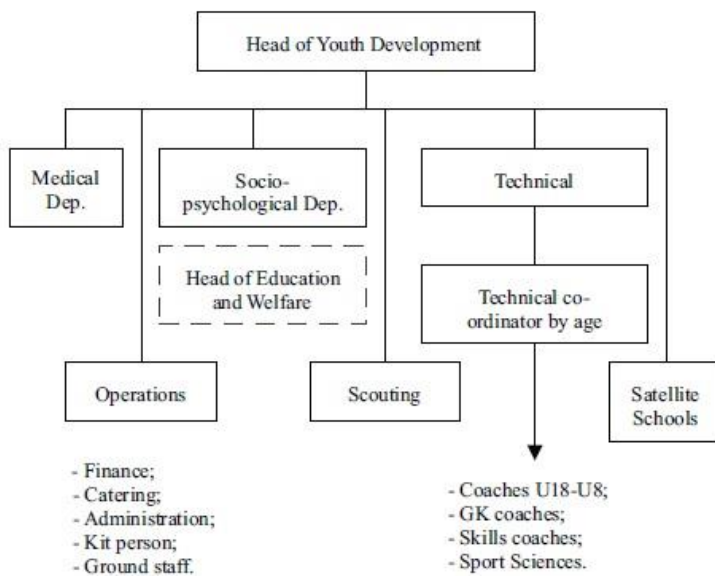 Head of Youth Development
Medical
Dep.
Socio-
psychological Dep.
Technical
Head of Education
and Welfare
Technical co-
ordinator by age
Operations
Scouting
Satellite
Schools
- Finance;
- Catering;
- Administration;
- Kit person;
- Ground staff.
- Coaches U18-U8;
- GK coaches;
- Skills coaches;
- Sport Sciences.